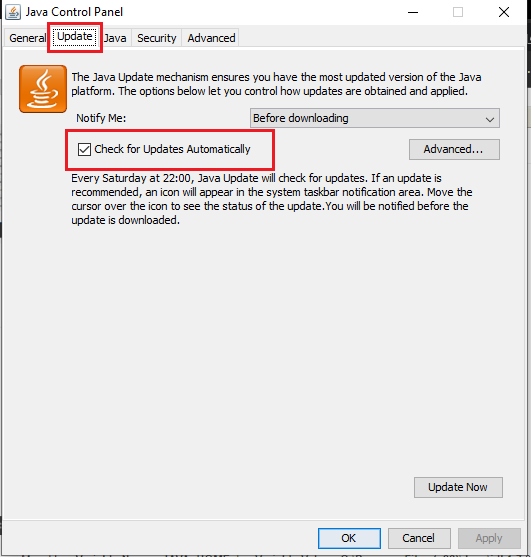 Java Control Panel
General Update Java Security Advanced
The Java Update mechanism ensures you have the most updated version of the Java
platform. The options below let you control how updates are obtained and applied.
Notify Me: Before downloading
Check for Updates Automatically Advanced...
Every Saturday at 22:00, Java Update will check for updates. If an update is
recommended, an icon will appear in the system taskbar notification area. Move the
cursor over the icon to see the status of the update.You will be notified before the
update is downloaded.
Update Now
OK Cancel Apply